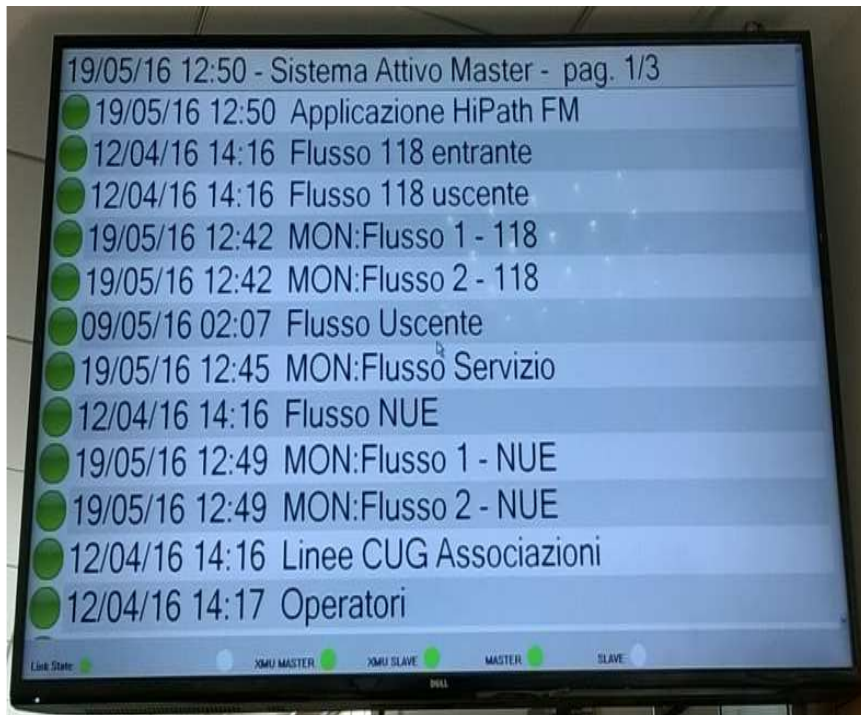 19/05/16 12:50 - Sistema Attivo Master - pag. 1/3
19/05/16 12:50 Applicazione HiPath FM
12/04/16 14:16 Flusso 118 entrante
12/04/16 14:16 Flusso 118 uscente
19/05/16 12:42 MON:Flusso 1 - 118
19/05/16 12:42 MON:Flusso 2 - 118
09/05/16 02:07 Flusso Uscente
19/05/16 12:45 MON:Flusso Servizio
12/04/16 14:16 Flusso NUE
19/05/16 12:49 MON:Flusso 1 - NUE
19/05/16 12:49 MON:Flusso 2 - NUE
12/04/16 14:16 Linee CUG Associazioni
12/04/16 14:17 Operatori
Link State XMU MASTER XMU SLAVE MASTER SLAVE
DELL